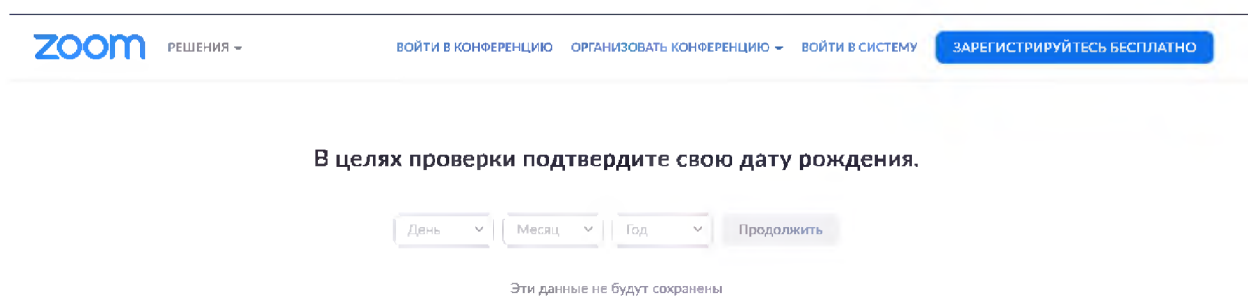 zoom РЕШЕНИЯ ВОЙТИ В КОНФЕРЕНЦИЮ ОРГАНИЗОВАТЬ КОНФЕРЕНЦИЮ ВОЙТИ В СИСТЕМУ ЗАРЕГИСТРИРУЙТЕСЬ БЕСПЛАТНО
В целях проверки подтвердите свою дату рождения.
День Месяц Год Продолжить
Эти данные не будут сохранены